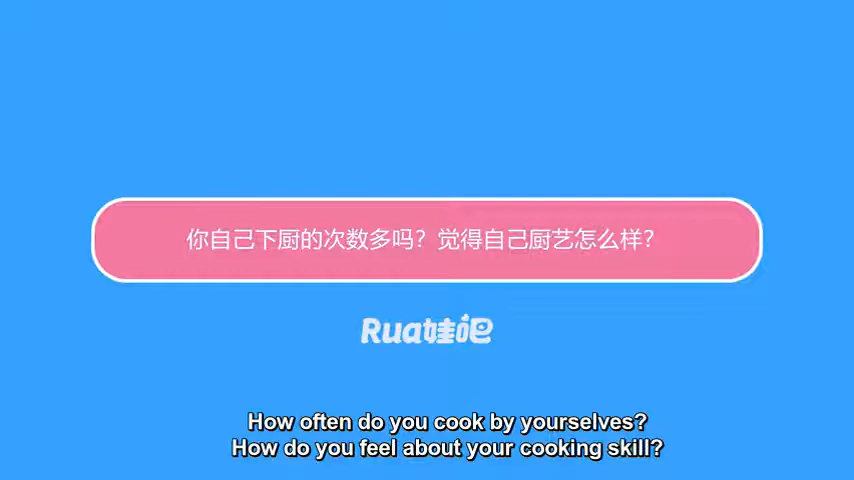 你自己下厨的次数多吗？觉得自己厨艺怎么样？
Rua娃吧
How often do you cook by yourselves?
How do you feel about your cooking skill?